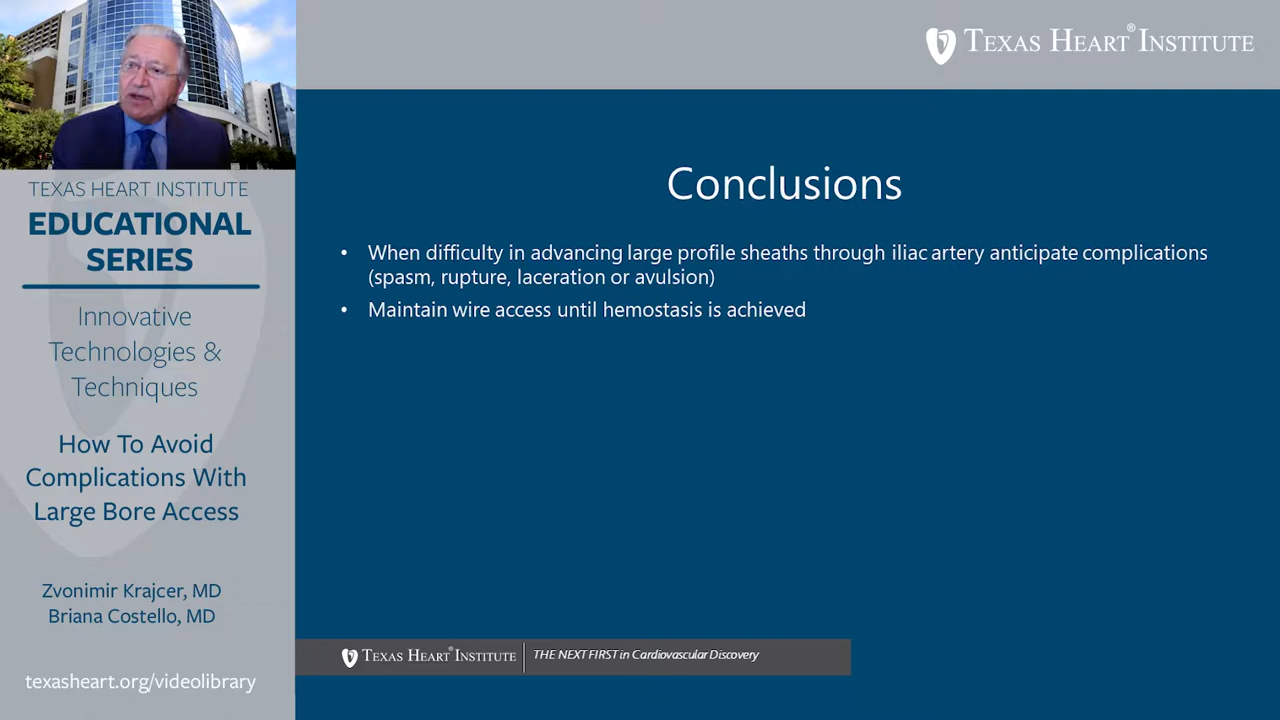 TEXAS HEART INSTITUTE
EDUCATIONAL
SERIES
Innovative
Technologies &
Techniques
How To Avoid
Complications With
Large Bore Access
Zvonimir Krajcer, MD
Briana Costello, MD
texasheart.org/videolibrary
TEXAS HEART® INSTITUTE
Conclusions
• When difficulty in advancing large profile sheaths through iliac artery anticipate complications
(spasm, rupture, laceration or avulsion)
• Maintain wire access until hemostasis is achieved
TEXAS HEART® INSTITUTE
THE NEXT FIRST in Cardiovascular Discovery